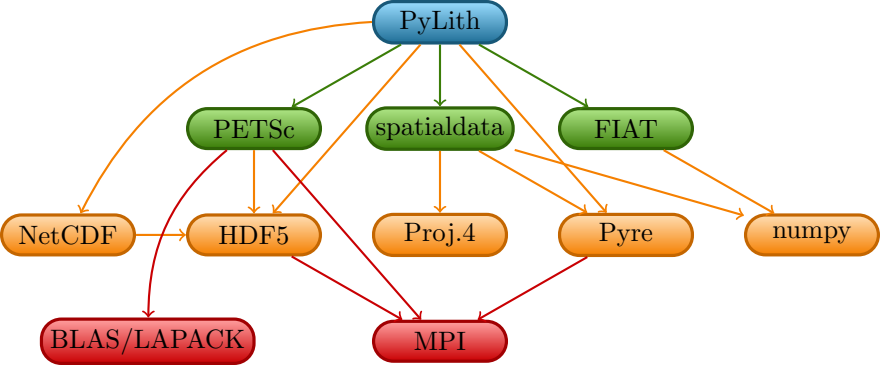 PyLith
PETSc
spatialdata
FIAT
NetCDF
HDF5
Proj.4
Pyre
numpy
BLAS/LAPACK
MPI